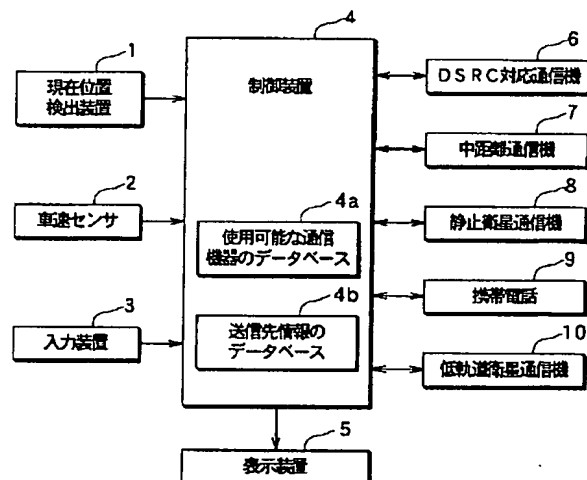 1
現在位置
検出装置
2
車速センサ
3
入力装置
4
制御装置
4a
使用可能な通信
機器のデータベース
4b
送信先情報の
データベース
5
表示装置
6
DSRC対応通信機
7
中距離通信機
8
静止衛星通信機
9
携帯電話
10
低軌道衛星通信機